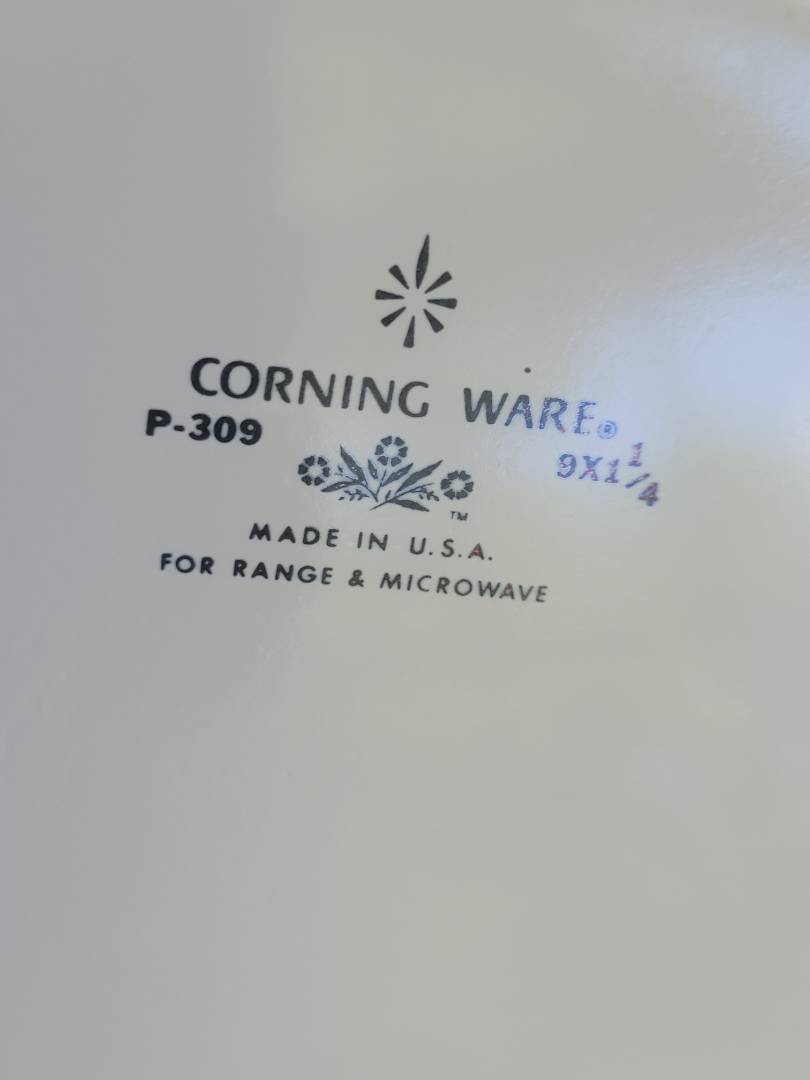 CORNING WARE®
P-309
9X1 1/4
TM
MADE IN U.S.A.
FOR RANGE & MICROWAVE